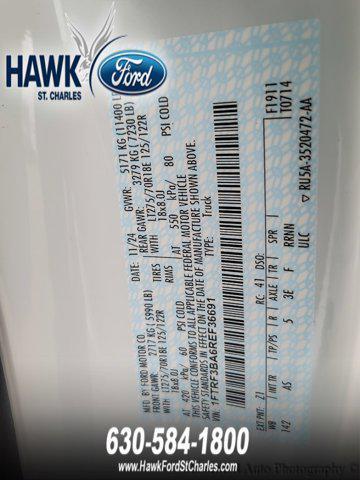 HAWK
ST. CHARLES
Ford
MFD. BY FORD MOTOR CO.
DATE: 11/24 GVWR: 5171 KG (11400 LB)
FRONT GAWR: 2717 KG (5990 LB) REAR GAWR: 3279 KG (7230 LB)
LT275/70R18E 125/122R TIRES LT275/70R18E 125/122R
18x8.0J RIMS 18x8.0J
AT 420 kPa/ 60 PSI COLD AT 550 kPa/ 80 PSI COLD
THIS VEHICLE CONFORMS TO ALL APPLICABLE FEDERAL MOTOR VEHICLE
SAFETY STANDARDS IN EFFECT ON THE DATE OF MANUFACTURE SHOWN ABOVE.
VIN: 1FTRF3BA6REF36691 TYPE: Truck
F1911
T0714
EXT PNT: Z1 RC: 41 DSO:
WB INT TR TP/PS R AXLE TR SPR
142 AS 5 3E F RRNN
ULC
▽RU5A-3520472-AA
630-584-1800
www.HawkFordStCharles.com
Auto Photography